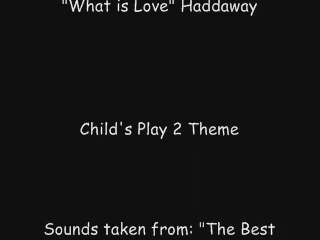 "What is Love" Haddaway
Child's Play 2 Theme
Sounds taken from: "The Best